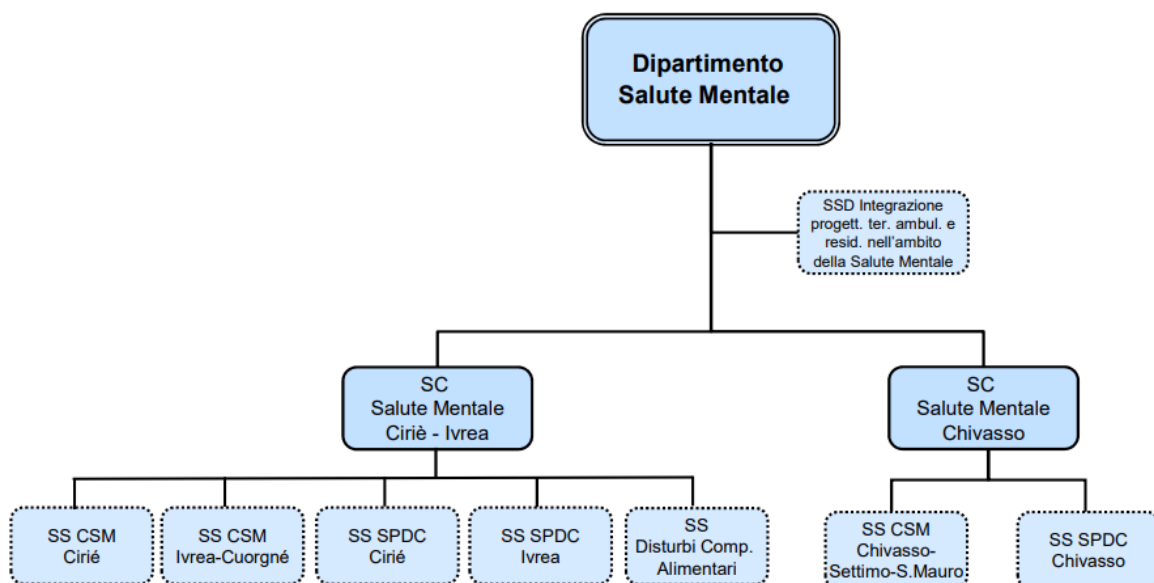 Dipartimento
Salute Mentale
SSD Integrazione
progett. ter. ambul. e
resid. nell'ambito
della Salute Mentale
SC
Salute Mentale
Ciriè - Ivrea
SC
Salute Mentale
Chivasso
SS CSM
Cirié
SS CSM
Ivrea-Cuorgné
SS SPDC
Cirié
SS SPDC
Ivrea
SS
Disturbi Comp.
Alimentari
SS CSM
Chivasso-
Settimo-S.Mauro
SS SPDC
Chivasso